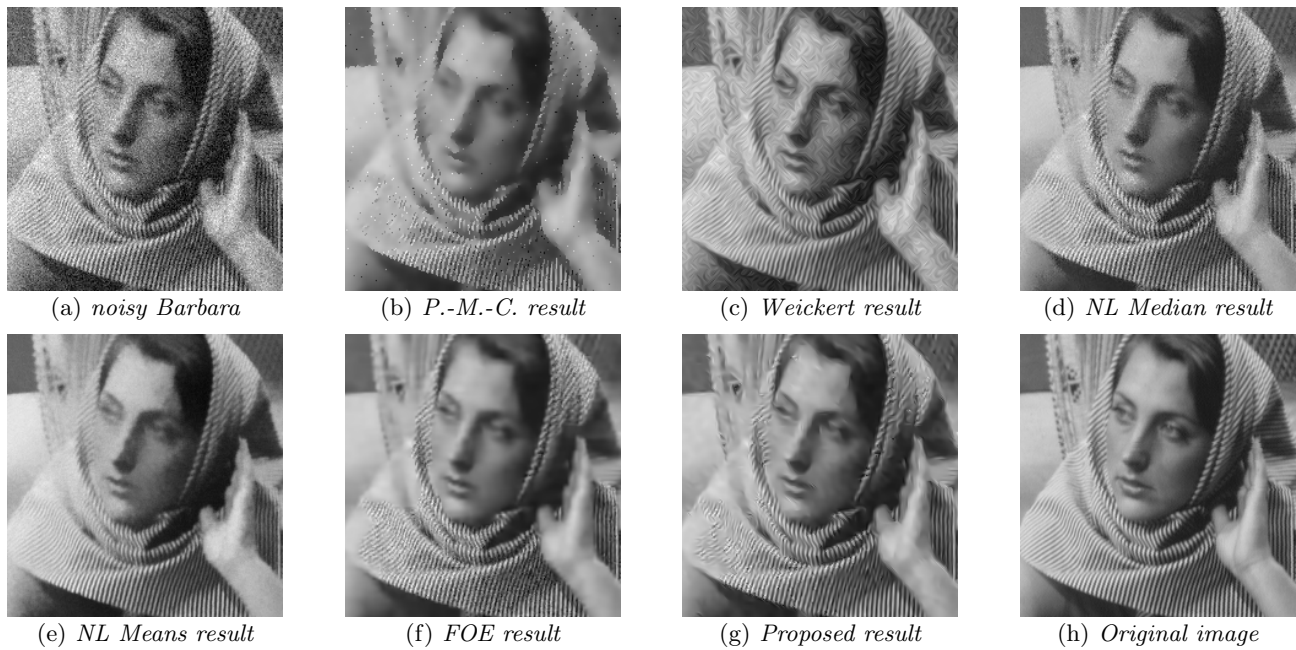 (a) noisy Barbara
(b) P.-M.-C. result
(c) Weickert result
(d) NL Median result
(e) NL Means result
(f) FOE result
(g) Proposed result
(h) Original image